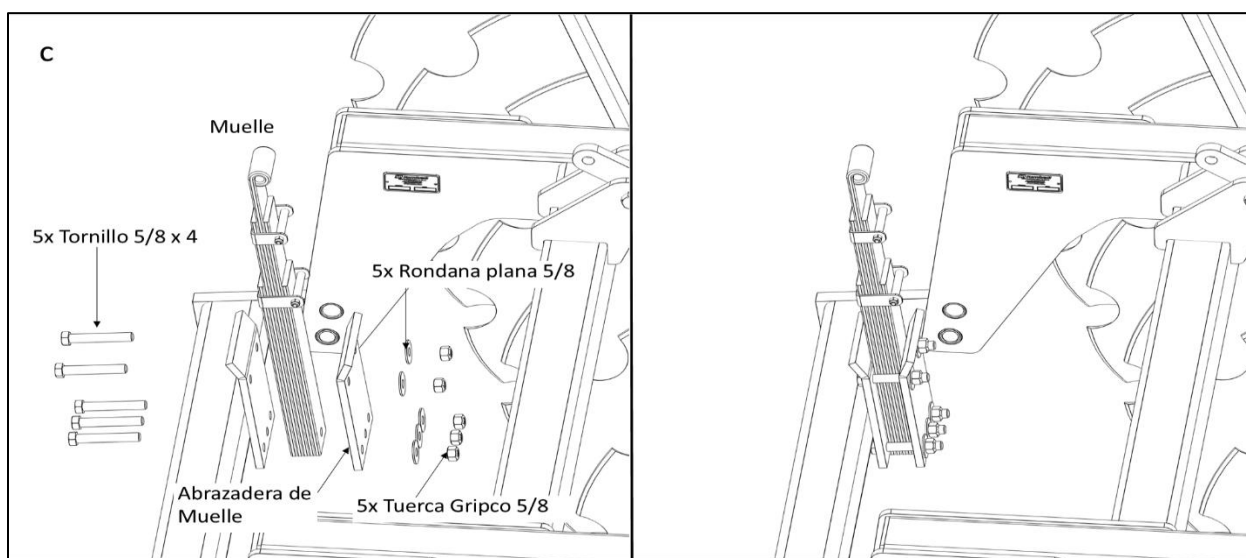 C
Muelle
5x Tornillo 5/8 x 4
5x Rondana plana 5/8
Abrazadera de
Muelle
5x Tuerca Gripco 5/8